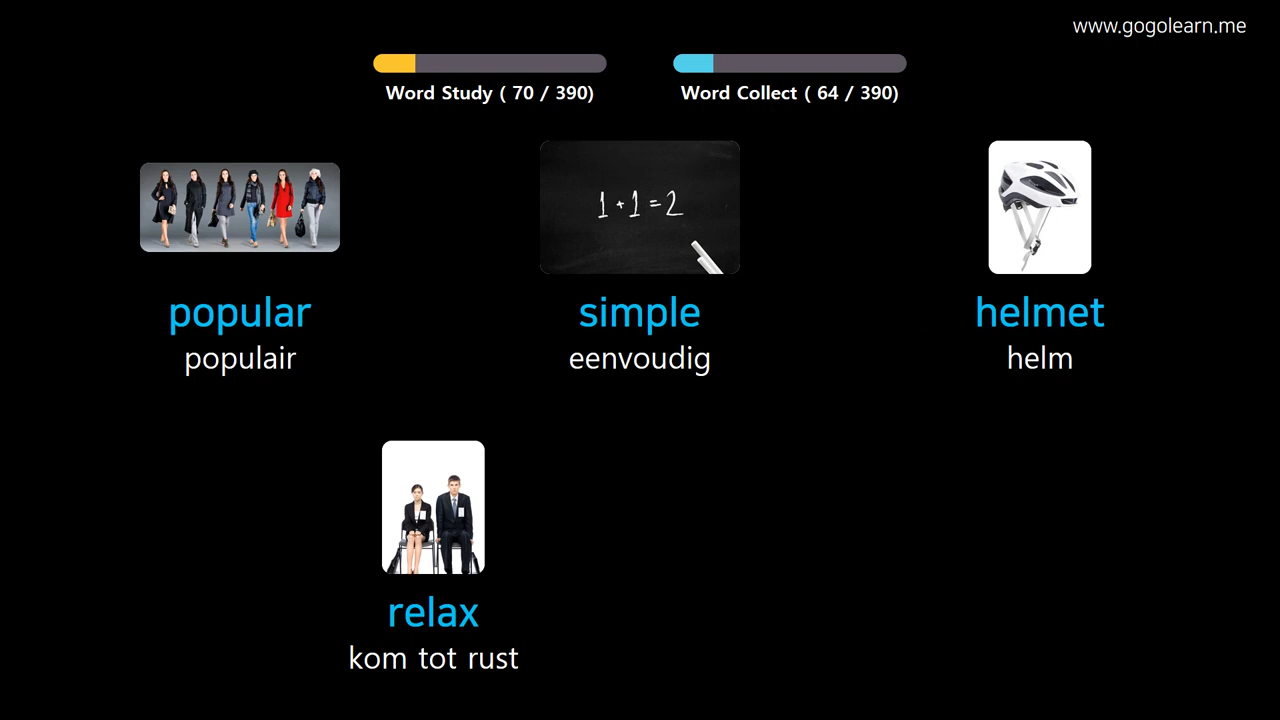 www.gogolearn.me
Word Study ( 70 / 390)
Word Collect ( 64 / 390)
1+1=2
popular
simple
helmet
populair
eenvoudig
helm
relax
kom tot rust